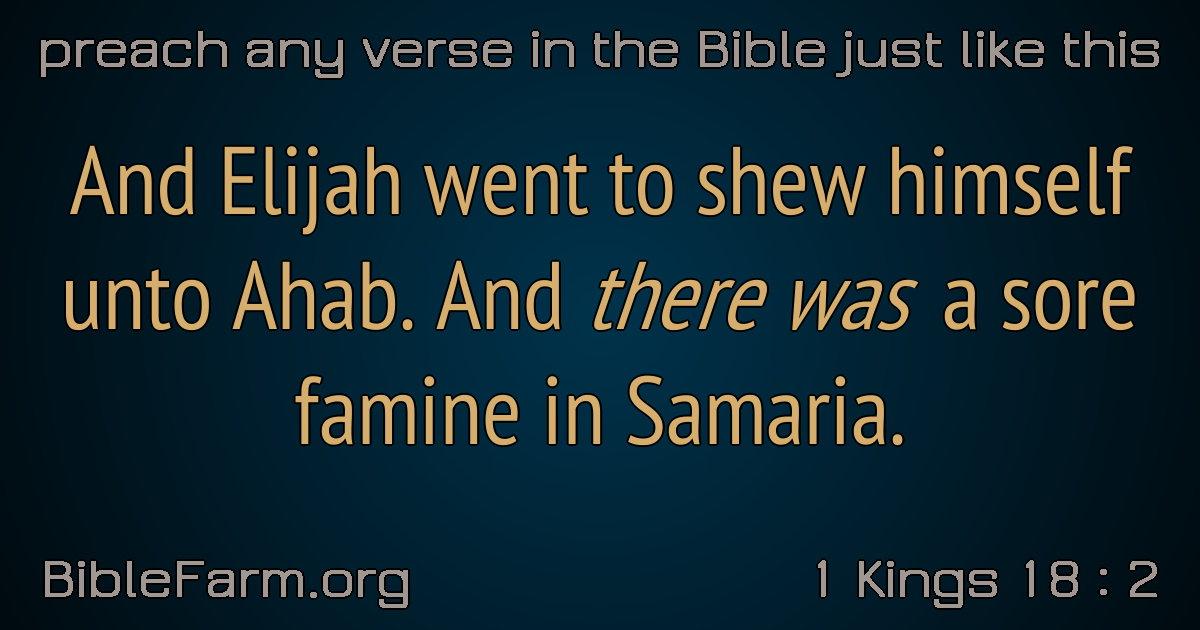 preach any verse in the Bible just like this
And Elijah went to shew himself
unto Ahab. And there was a sore
famine in Samaria.
BibleFarm.org
1 Kings 18 : 2